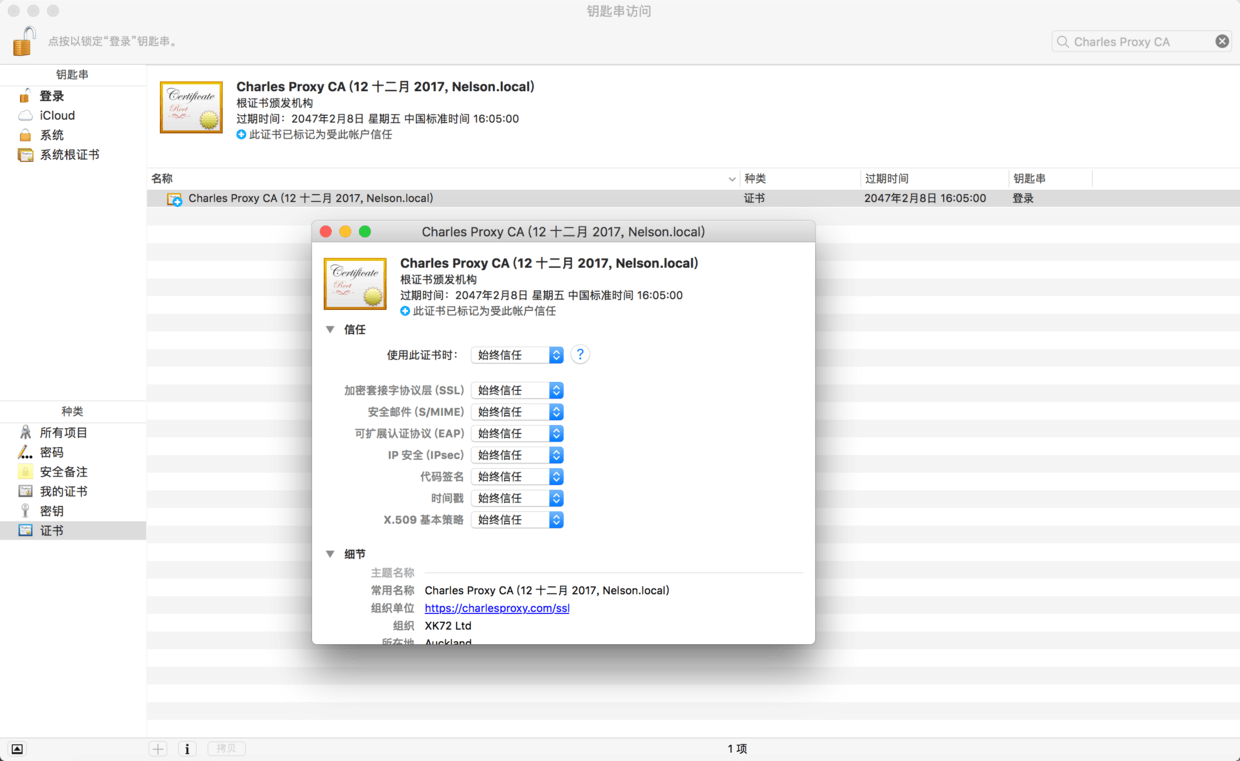 钥匙串访问
点按以锁定“登录”钥匙串。
Charles Proxy CA
钥匙串
登录
iCloud
系统
系统根证书
种类
所有项目
密码
安全备注
我的证书
密钥
证书
Certificate
Root
Charles Proxy CA (12 十二月 2017, Nelson.local)
根证书颁发机构
过期时间：2047年2月8日 星期五 中国标准时间 16:05:00
此证书已标记为受此帐户信任
名称 种类 过期时间 钥匙串
Charles Proxy CA (12 十二月 2017, Nelson.local) 证书 2047年2月8日 16:05:00 登录
Charles Proxy CA (12 十二月 2017, Nelson.local)
Certificate
Root
Charles Proxy CA (12 十二月 2017, Nelson.local)
根证书颁发机构
过期时间：2047年2月8日 星期五 中国标准时间 16:05:00
此证书已标记为受此帐户信任
信任
使用此证书时： 始终信任 ?
加密套接字协议层 (SSL) 始终信任
安全邮件 (S/MIME) 始终信任
可扩展认证协议 (EAP) 始终信任
IP 安全 (IPsec) 始终信任
代码签名 始终信任
时间戳 始终信任
X.509 基本策略 始终信任
细节
主题名称
常用名称 Charles Proxy CA (12 十二月 2017, Nelson.local)
组织单位 https://charlesproxy.com/ssl
组织 XK72 Ltd
所在地 Auckland
拷贝
1 项